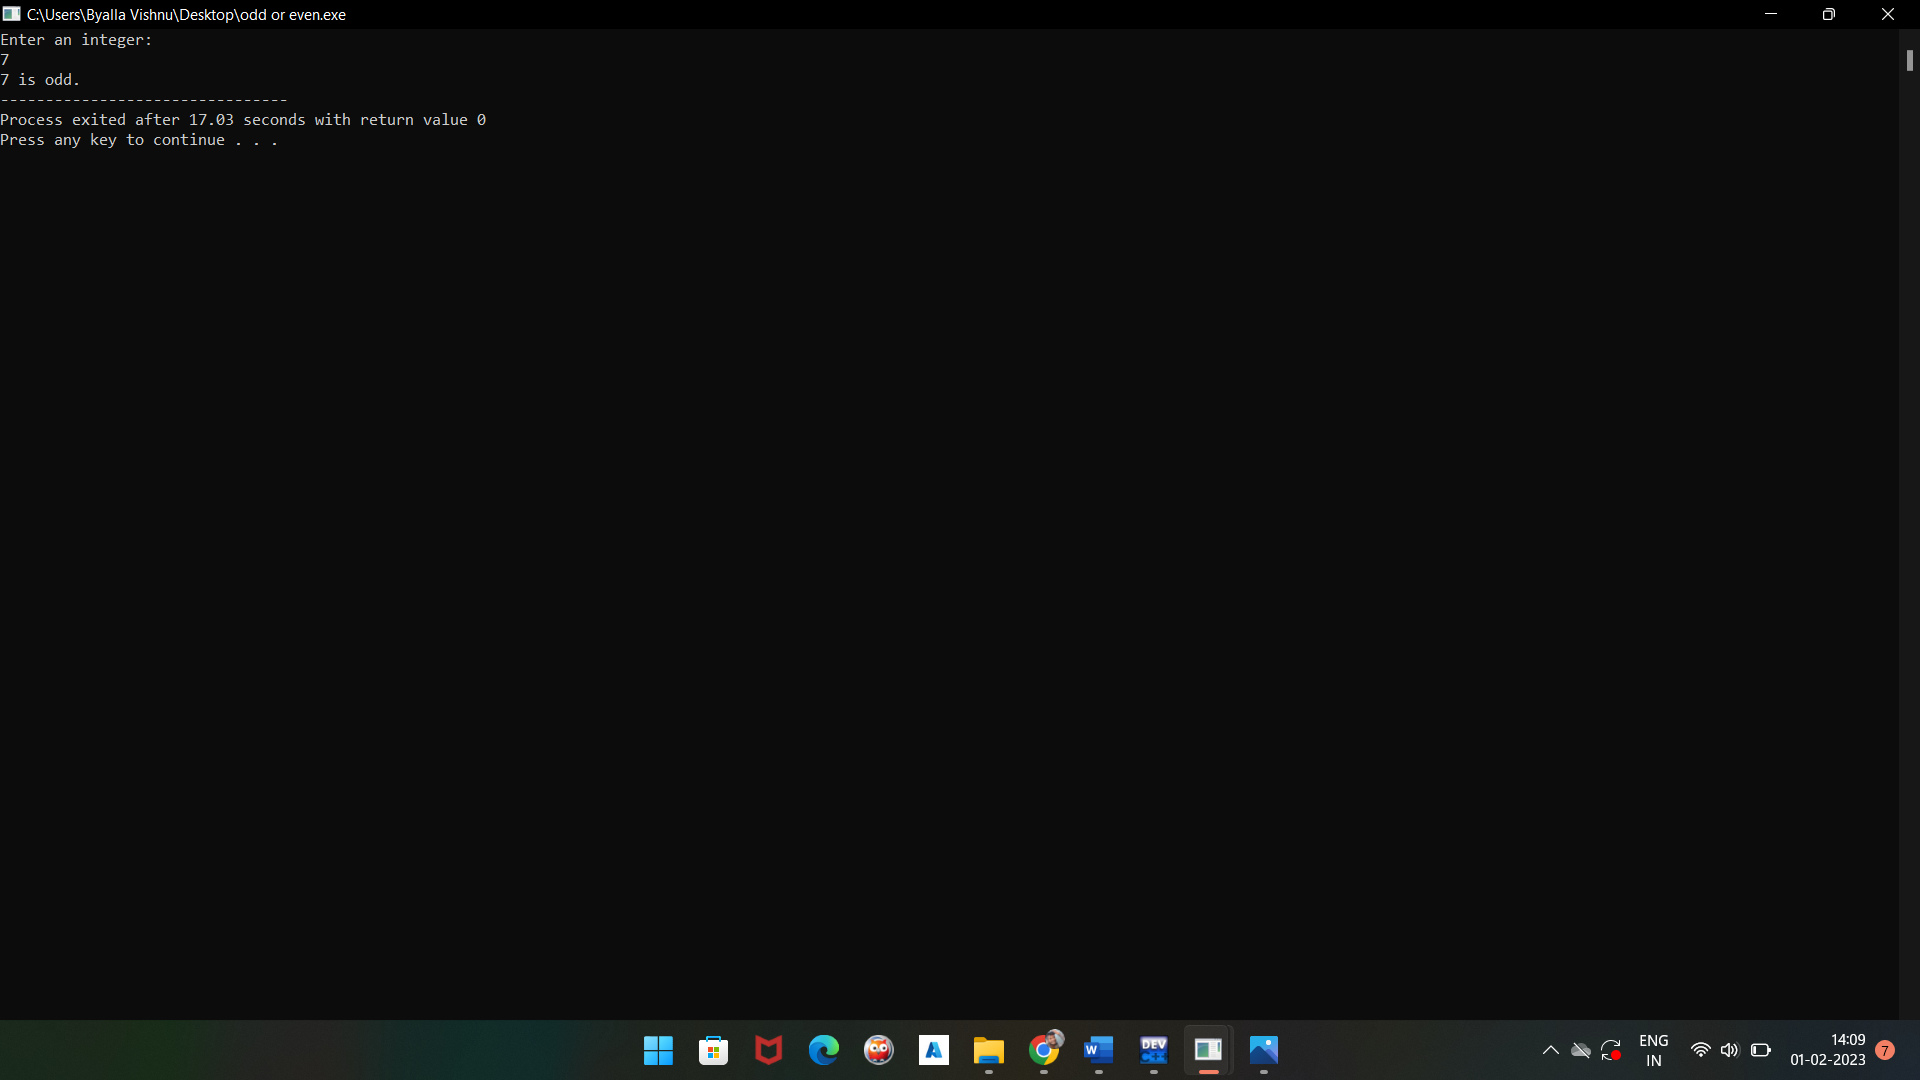 C:\Users\Byalla Vishnu\Desktop\odd or even.exe
Enter an integer:
7
7 is odd.
--------------------------------
Process exited after 17.03 seconds with return value 0
Press any key to continue . . .
W
DEV
C++
ENG
IN
14:09
01-02-2023
7